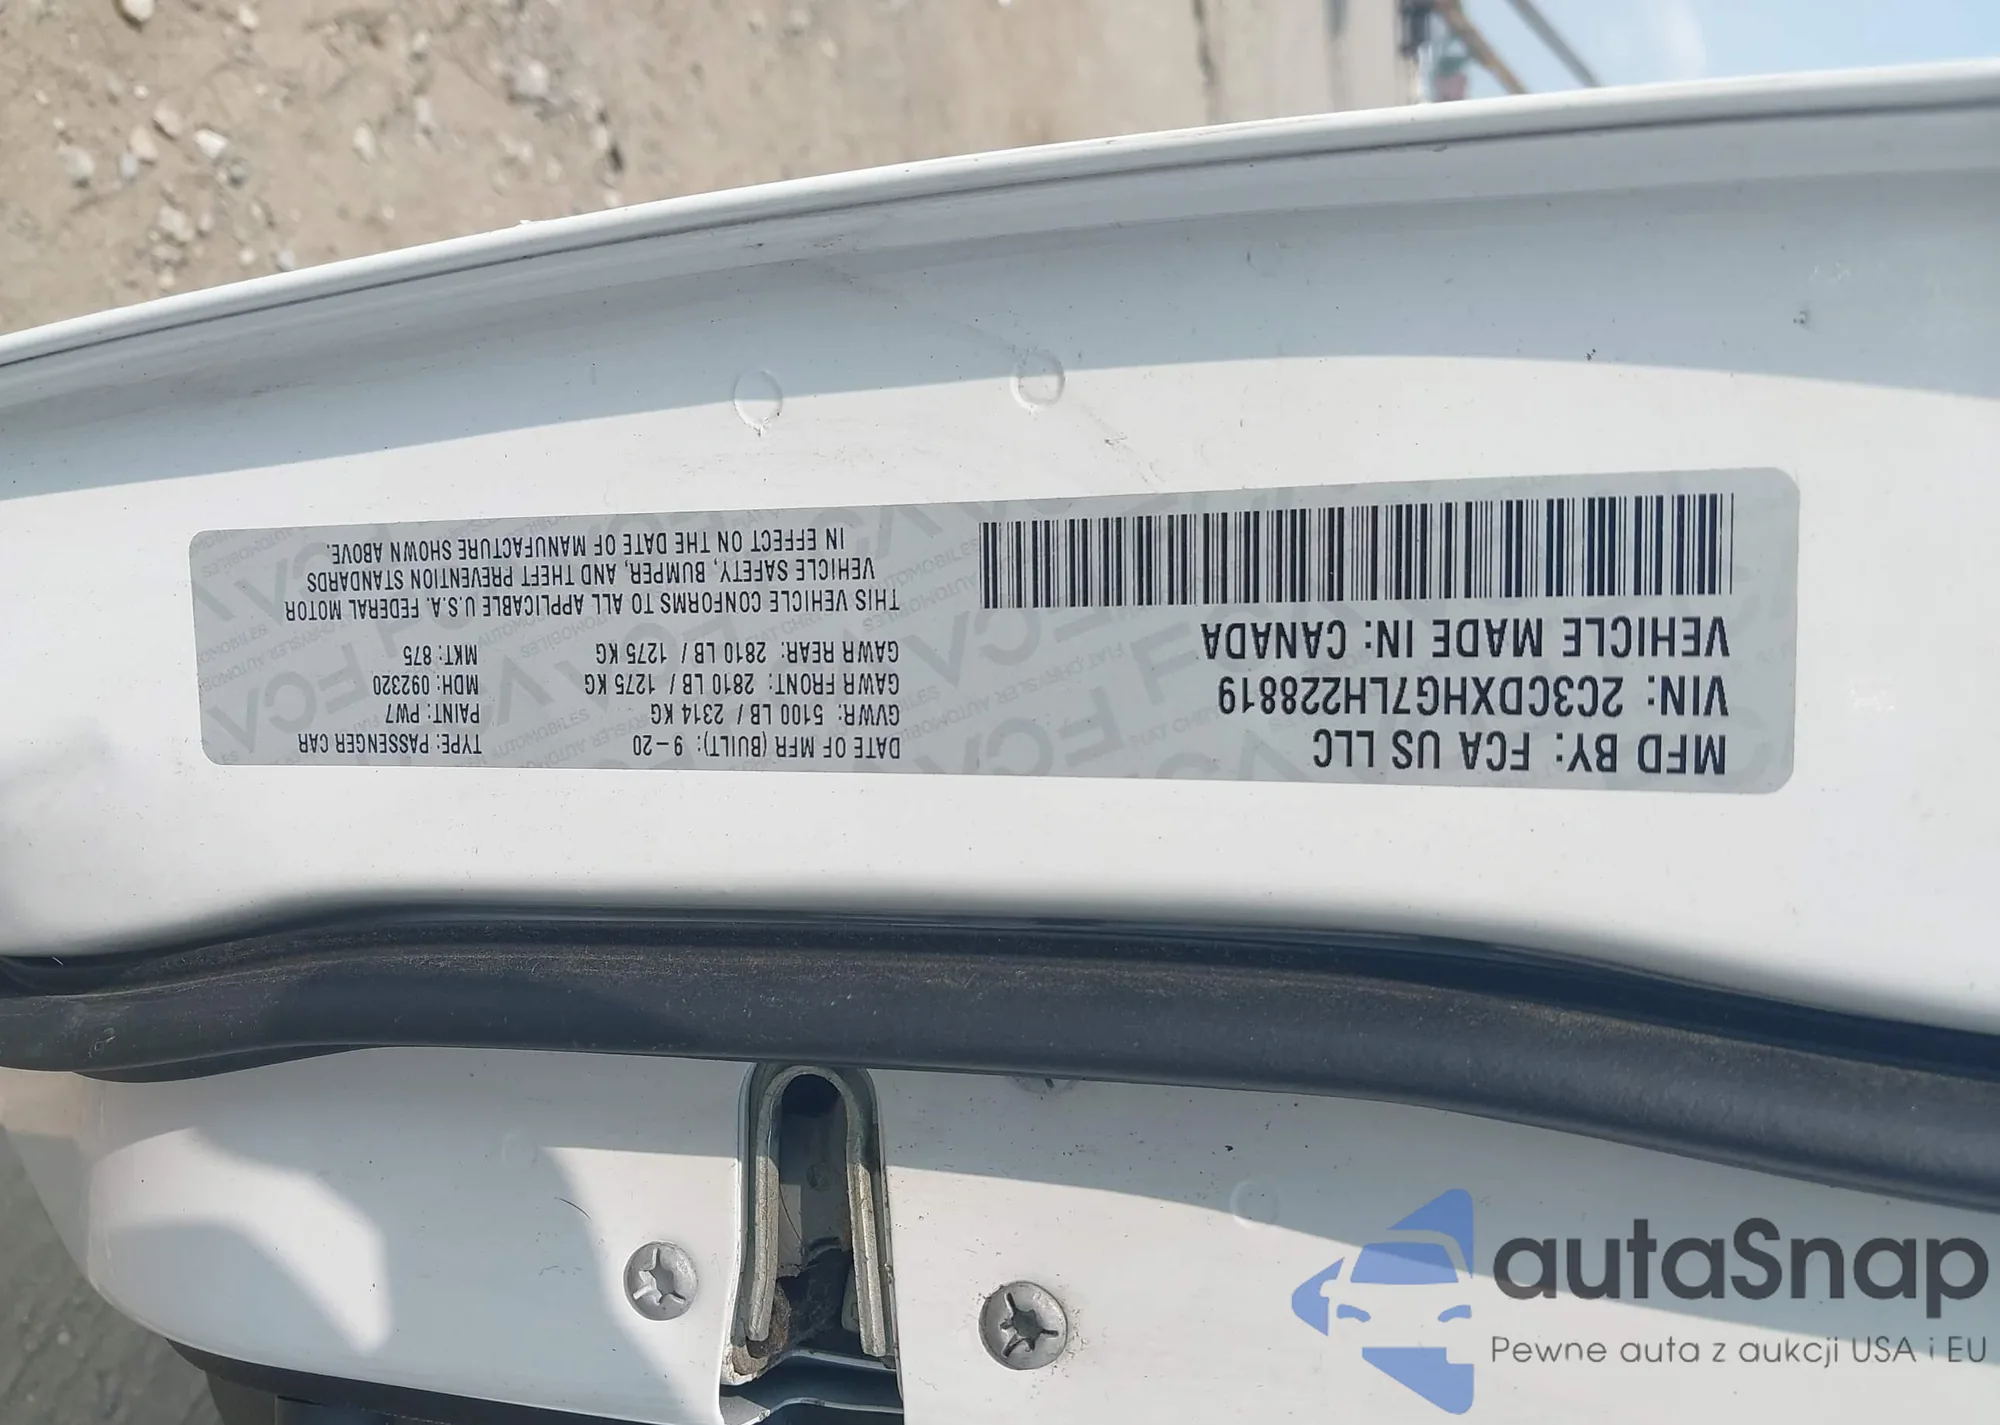 MFD BY: FCA US LLC
VIN: 2C3CDXHG7LH228819
VEHICLE MADE IN: CANADA
DATE OF MFR (BUILT): 9-20
TYPE: PASSENGER CAR
GVWR: 5100 LB / 2314 KG
PAINT: PW7
GAWR FRONT: 2810 LB / 1275 KG
MDH: 092320
GAWR REAR: 2810 LB / 1275 KG
MKT: 875
THIS VEHICLE CONFORMS TO ALL APPLICABLE U.S.A. FEDERAL MOTOR
VEHICLE SAFETY, BUMPER, AND THEFT PREVENTION STANDARDS
IN EFFECT ON THE DATE OF MANUFACTURE SHOWN ABOVE.
autaSnap
Pewne auta z aukcji USA i EU